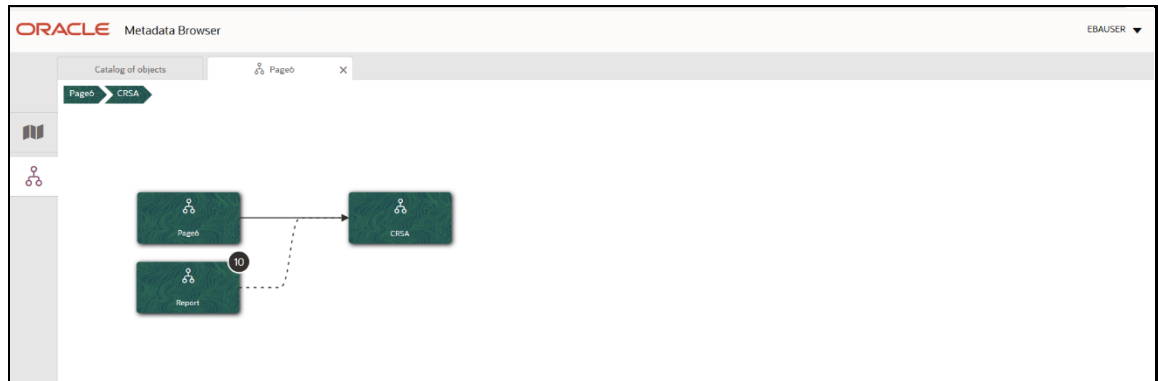 ORACLE Metadata Browser
EBAUSER
Catalog of objects
Page6
Page6 CRSA
Page6
CRSA
10
Report